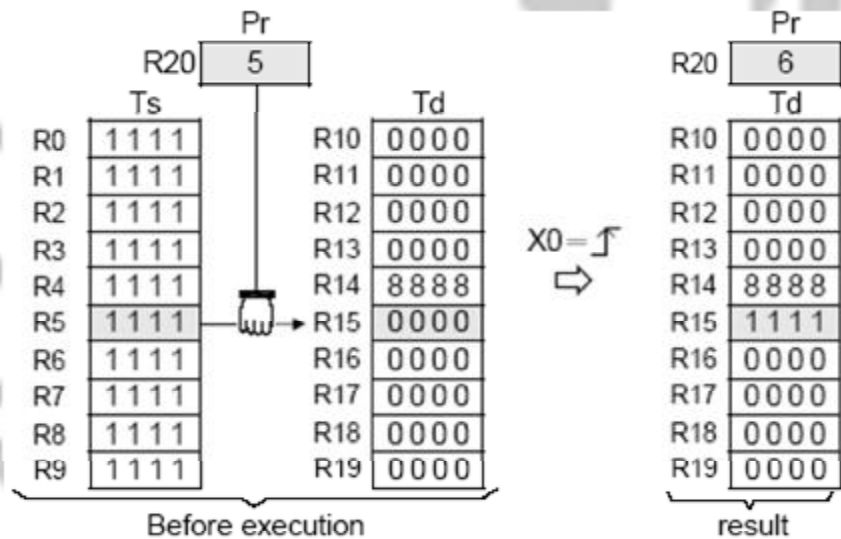 Pr Pr
R20 5 R20 6
Ts Td Td
R0 1111 R10 0000 R10 0000
R1 1111 R11 0000 R11 0000
R2 1111 R12 0000 R12 0000
R3 1111 R13 0000 X0= R13 0000
R4 1111 R14 8888 R14 8888
R5 1111 R15 0000 R15 1111
R6 1111 R16 0000 R16 0000
R7 1111 R17 0000 R17 0000
R8 1111 R18 0000 R18 0000
R9 1111 R19 0000 R19 0000
Before execution result